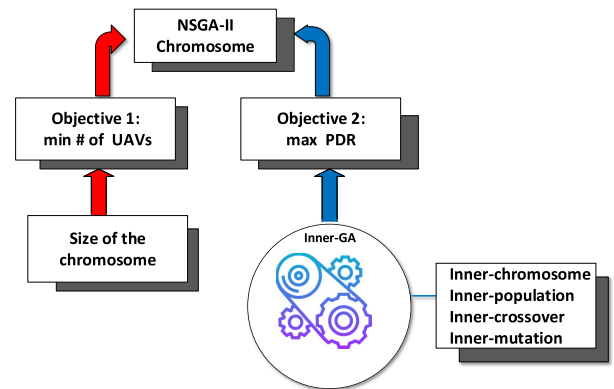 NSGA-II
Chromosome
Objective 1:
min # of UAVs
Objective 2:
max PDR
Size of the
chromosome
Inner-GA
Inner-chromosome
Inner-population
Inner-crossover
Inner-mutation